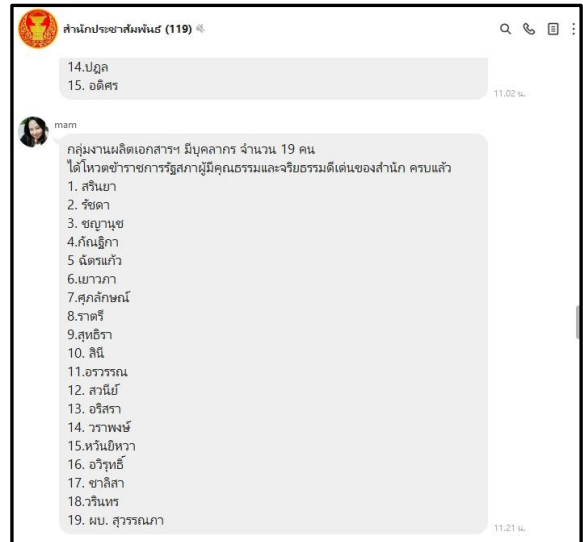 สำนักประชาสัมพันธ์ (119)
14.ปฎล
15. อดิศร
11.02 น.
mam
กลุ่มงานผลิตเอกสารฯ มีบุคลากร จำนวน 19 คน
ได้โหวตข้าราชการรัฐสภาผู้มีคุณธรรมและจริยธรรมดีเด่นของสำนัก ครบแล้ว
1. สรินยา
2. รัชดา
3. ชญานุช
4.กัณฐิกา
5 ฉัตรแก้ว
6.เยาวภา
7.ศุภลักษณ์
8.ราตรี
9.สุทธิรา
10. สินี
11.อรวรรณ
12. สวนีย์
13. อริสรา
14. วราพงษ์
15.หวันยิหวา
16. อวิรุทธิ์
17. ชาลิสา
18.วรินทร
19. ผบ. สุวรรณภา
11.21 น.